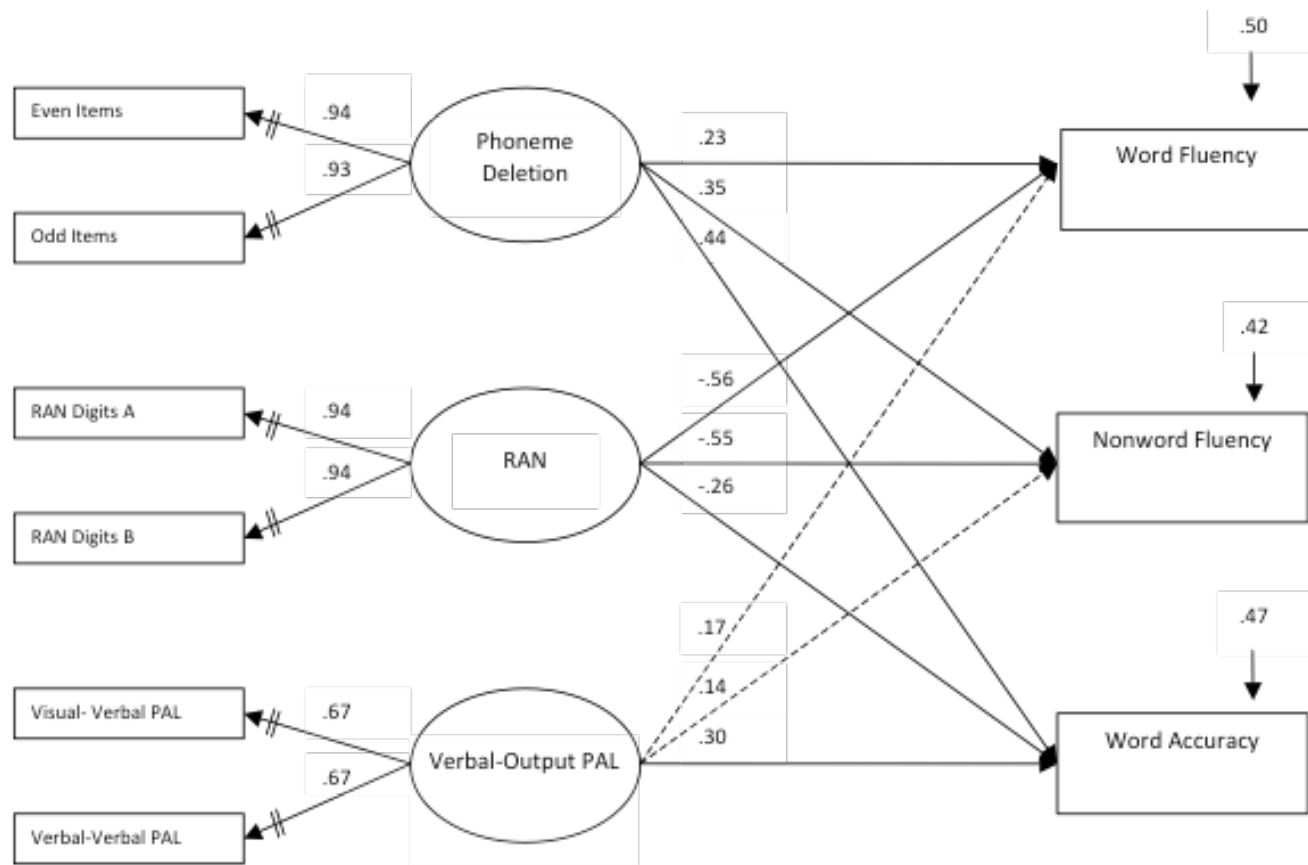 .50
Even Items
.94
Phoneme
Deletion
.23
Word Fluency
.93
.35
Odd Items
.44
.42
RAN Digits A
.94
-.56
RAN
-.55
Nonword Fluency
.94
-.26
RAN Digits B
.17
.47
Visual- Verbal PAL
.67
.14
Verbal-Output PAL
.30
Word Accuracy
.67
Verbal-Verbal PAL